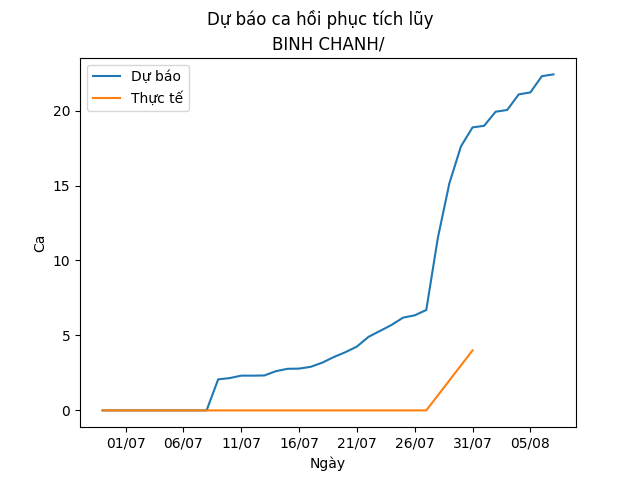 Dự báo ca hồi phục tích lũy
BINH CHANH/
Dự báo
Thực tế
20
15
10
5
0
Ca
01/07 06/07 11/07 16/07 21/07 26/07 31/07 05/08
Ngày